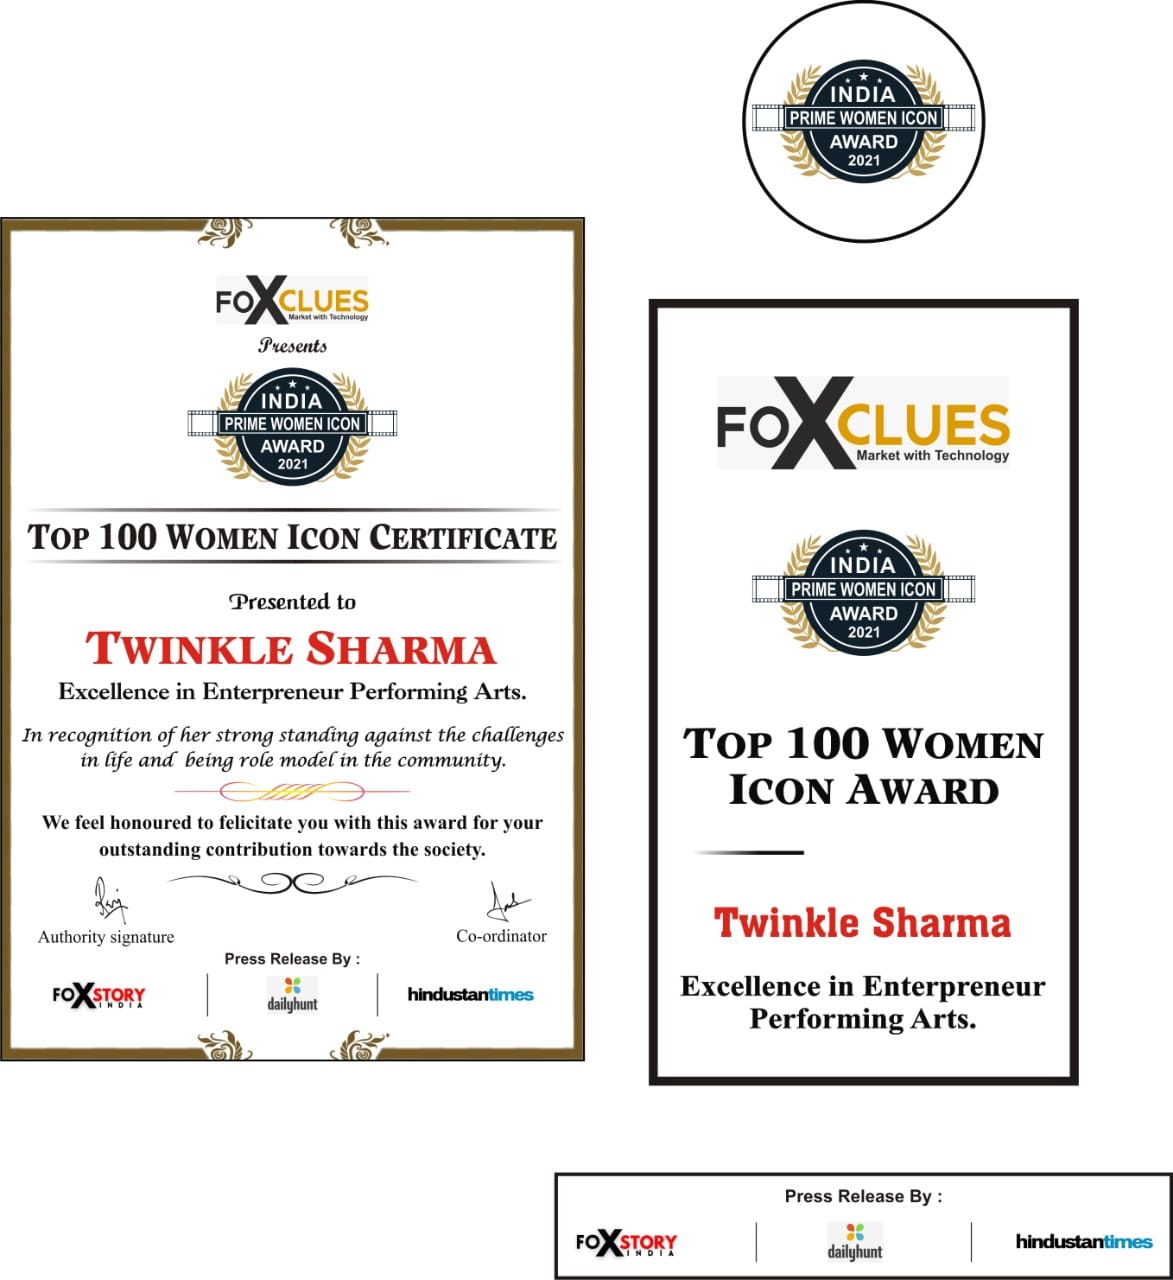 INDIA
PRIME WOMEN ICON
AWARD
2021
FOXCLUES
Market with Technology
Presents
INDIA
PRIME WOMEN ICON
AWARD
2021
TOP 100 WOMEN ICON CERTIFICATE
Presented to
TWINKLE SHARMA
Excellence in Enterpreneur Performing Arts.
In recognition of her strong standing against the challenges
in life and being role model in the community.
We feel honoured to felicitate you with this award for your
outstanding contribution towards the society.
Authority signature
Co-ordinator
Press Release By :
FOXSTORY
INDIA
dailyhunt
hindustantimes
FOXCLUES
Market with Technology
INDIA
PRIME WOMEN ICON
AWARD
2021
TOP 100 WOMEN
ICON AWARD
Twinkle Sharma
Excellence in Enterpreneur
Performing Arts.
Press Release By :
FOXSTORY
INDIA
dailyhunt
hindustantimes